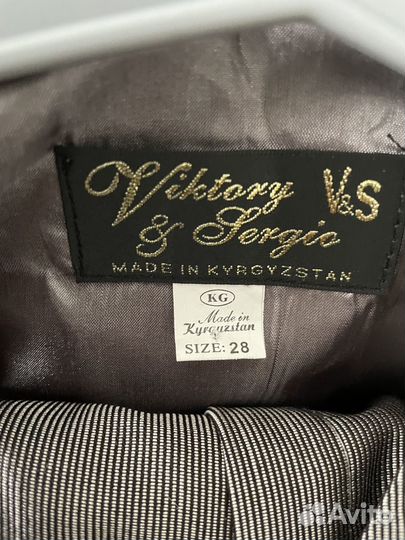 Viktory V&S
& Sergio
MADE IN KYRGYZSTAN
KG
Made in
Kyrgyzstan
SIZE: 28
Avito